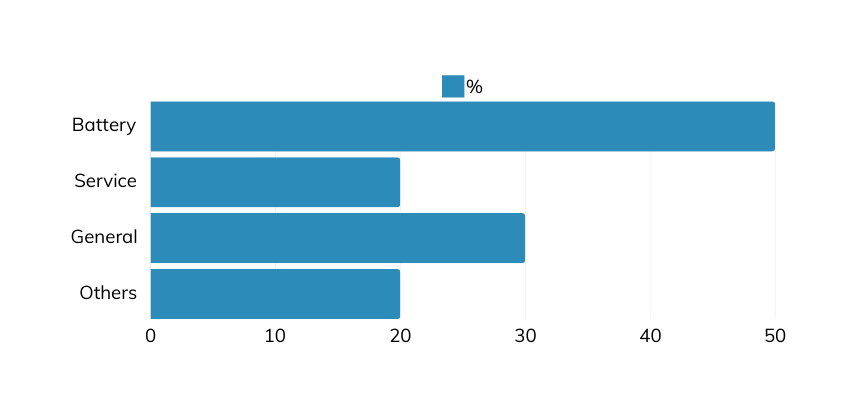 %
Battery
Service
General
Others
0 10 20 30 40 50